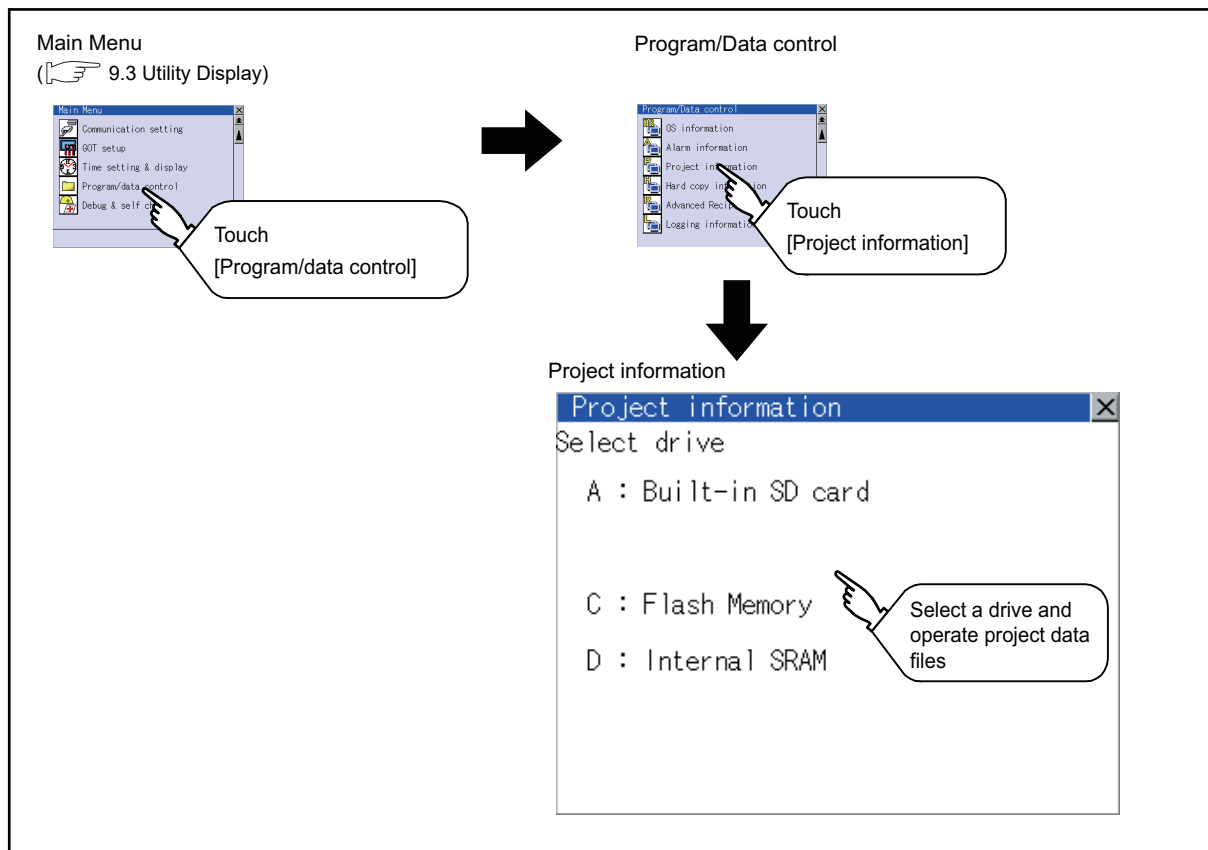 Main Menu
( 9.3 Utility Display)
Main Menu
Communication setting
GOT setup
Time setting & display
Program/data control
Debug & self ch
Touch
[Program/data control]
Program/Data control
Program/Data control
OS information
Alarm information
Project information
Hard copy information
Advanced Recip
Logging information
Touch
[Project information]
Project information
Project information
Select drive
A : Built-in SD card
C : Flash Memory
D : Internal SRAM
Select a drive and
operate project data
files